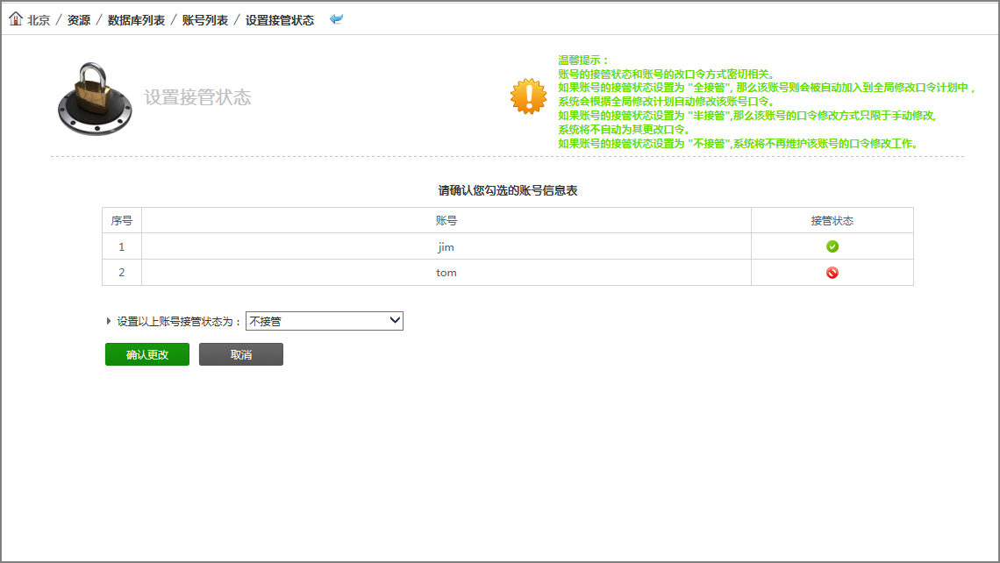 北京 / 资源 / 数据库列表 / 账号列表 / 设置接管状态
设置接管状态
温馨提示：
账号的接管状态和账号的改口令方式密切相关。
如果账号的接管状态设置为 "全接管", 那么该账号则会被自动加入到全局修改口令计划中，
系统会根据全局修改计划自动修改该账号口令。
如果账号的接管状态设置为 "半接管",那么该账号的口令修改方式只限于手动修改,
系统将不自动为其更改口令。
如果账号的接管状态设置为 "不接管",系统将不再维护该账号的口令修改工作。
请确认您勾选的账号信息表
序号 账号 接管状态
1 jim
2 tom
设置以上账号接管状态为： 不接管
确认更改 取消